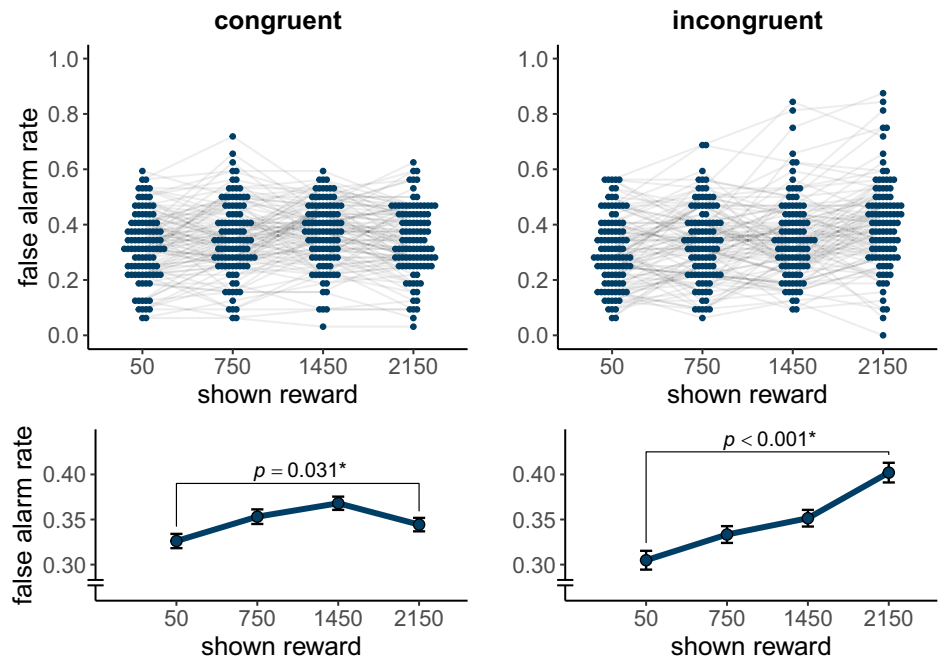 congruent
incongruent
false alarm rate
1.0
0.8
0.6
0.4
0.2
0.0
50 750 1450 2150
shown reward
1.0
0.8
0.6
0.4
0.2
0.0
50 750 1450 2150
shown reward
false alarm rate
0.40
0.35
0.30
p = 0.031*
50 750 1450 2150
shown reward
0.40
0.35
0.30
p < 0.001*
50 750 1450 2150
shown reward